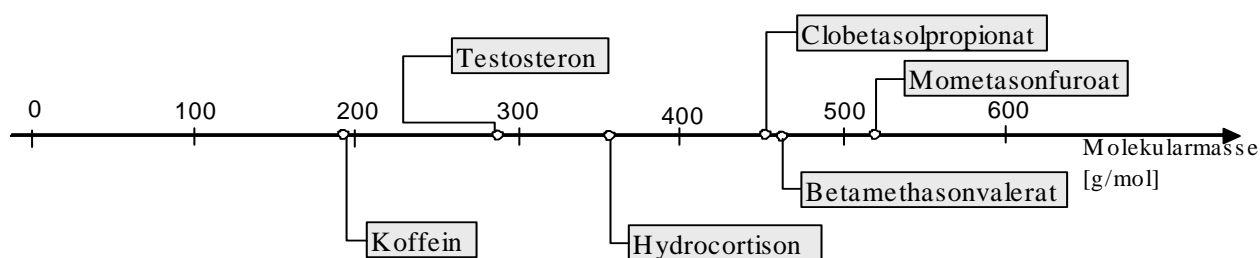 Clobetasolpropionat
Testosteron
Mometasonfuroat
0 100 200 300 400 500 600
Molekularmasse
[g/mol]
Betamethasonvalerat
Koffein
Hydrocortison